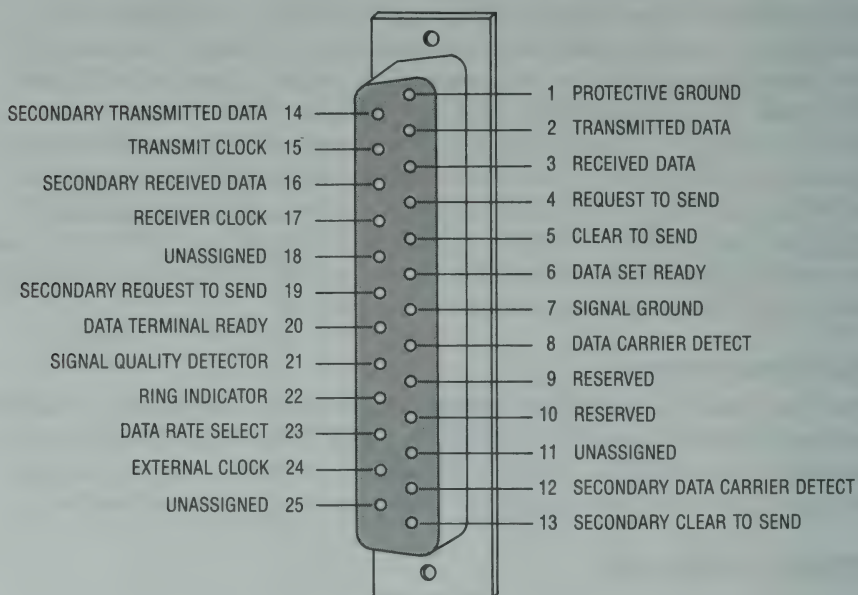 SECONDARY TRANSMITTED DATA 14
TRANSMIT CLOCK 15
SECONDARY RECEIVED DATA 16
RECEIVER CLOCK 17
UNASSIGNED 18
SECONDARY REQUEST TO SEND 19
DATA TERMINAL READY 20
SIGNAL QUALITY DETECTOR 21
RING INDICATOR 22
DATA RATE SELECT 23
EXTERNAL CLOCK 24
UNASSIGNED 25
1 PROTECTIVE GROUND
2 TRANSMITTED DATA
3 RECEIVED DATA
4 REQUEST TO SEND
5 CLEAR TO SEND
6 DATA SET READY
7 SIGNAL GROUND
8 DATA CARRIER DETECT
9 RESERVED
10 RESERVED
11 UNASSIGNED
12 SECONDARY DATA CARRIER DETECT
13 SECONDARY CLEAR TO SEND